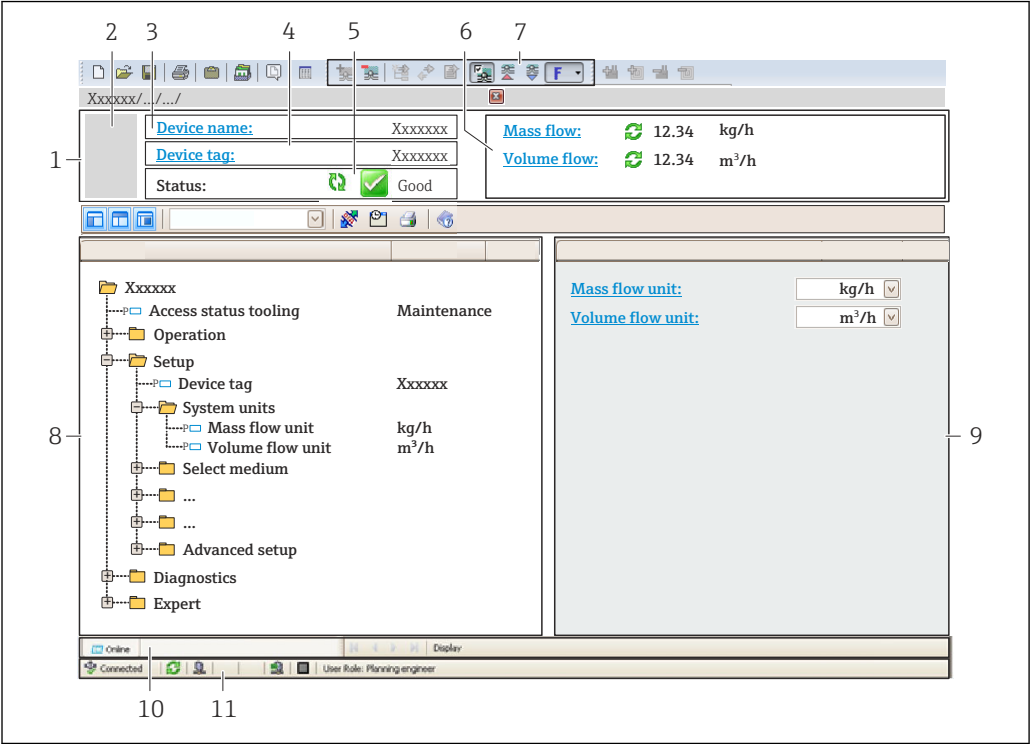 2 3 4 5 6 7
F
Xxxxxx/.../.../
1
Device name: Xxxxxxx
Device tag: Xxxxxxx
Status: Good
Mass flow: 12.34 kg/h
Volume flow: 12.34 m³/h
Xxxxxx
P Access status tooling Maintenance
Operation
Setup
P Device tag Xxxxxx
System units
P Mass flow unit kg/h
P Volume flow unit m³/h
Select medium
...
...
Advanced setup
Diagnostics
Expert
8
Mass flow unit: kg/h
Volume flow unit: m³/h
9
Online Display
Connected User Role: Planning engineer
10 11